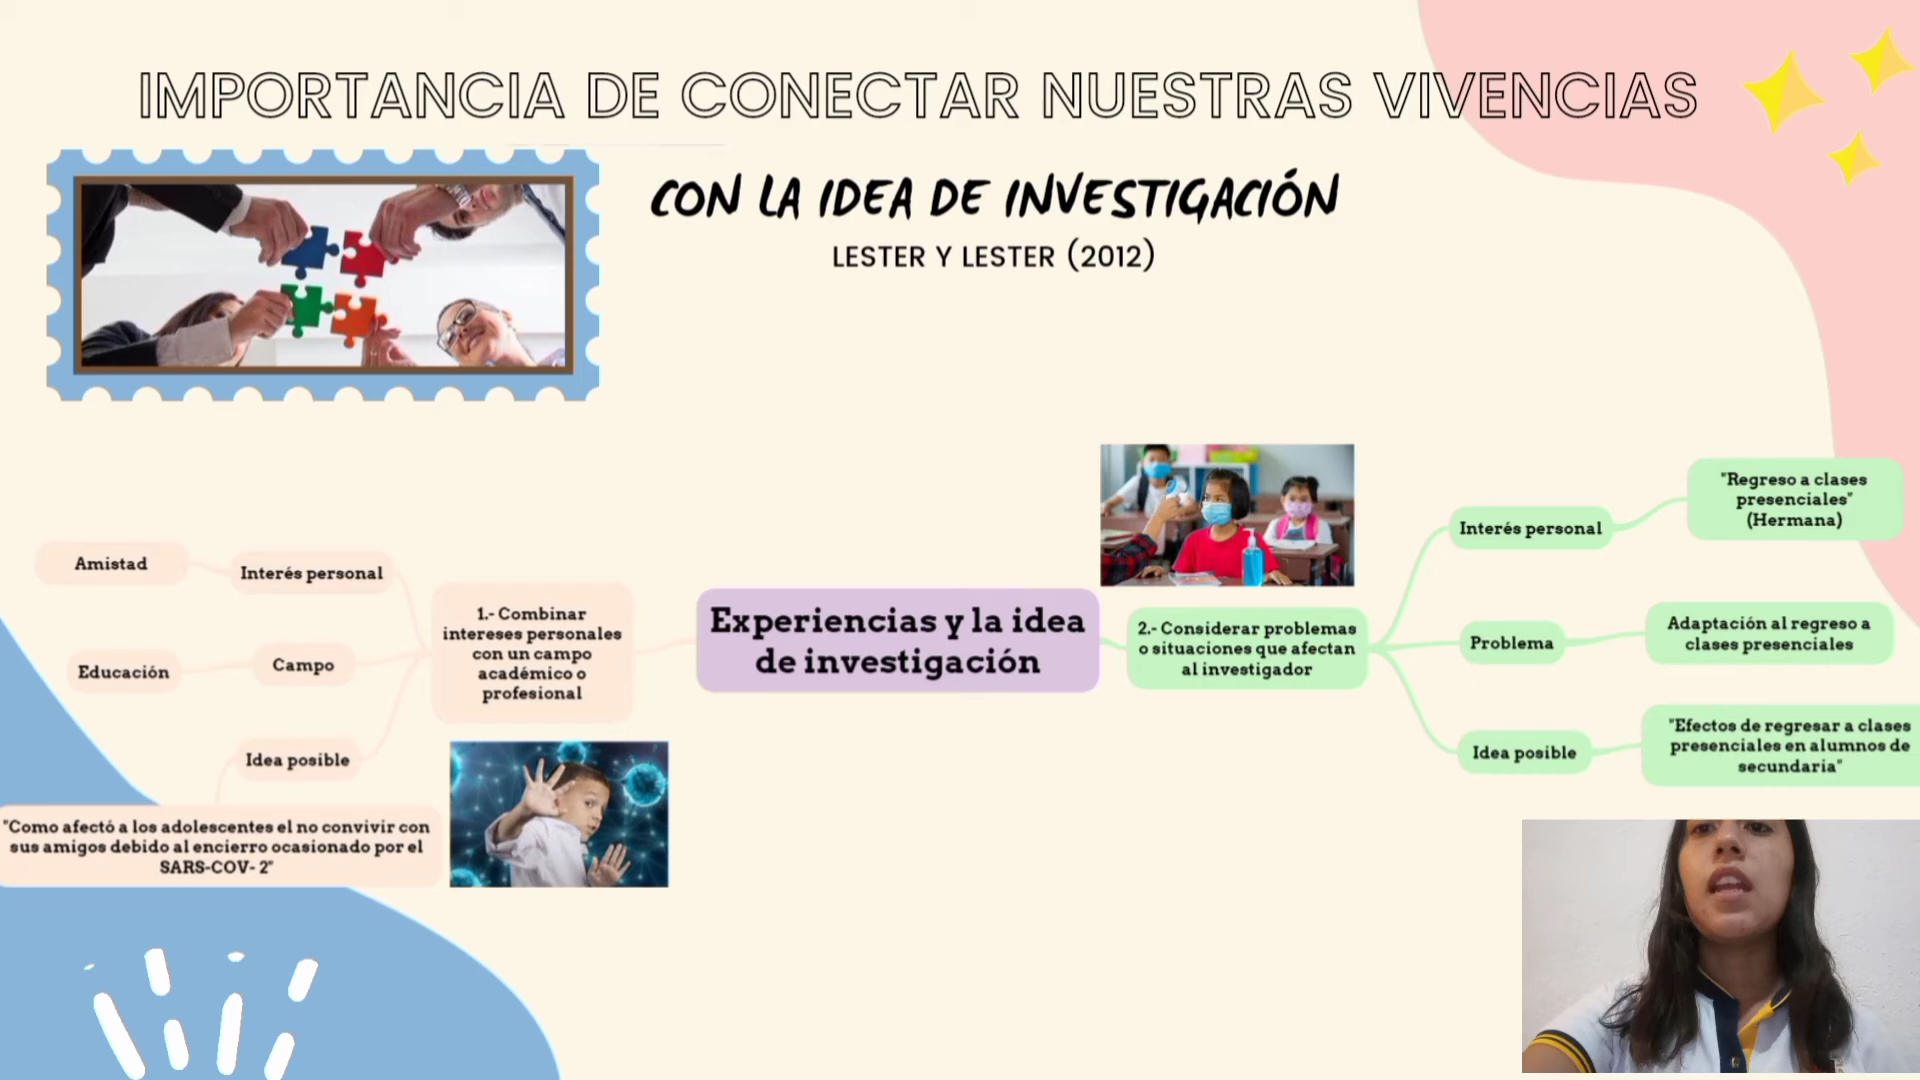 IMPORTANCIA DE CONECTAR NUESTRAS VIVENCIAS
CON LA IDEA DE INVESTIGACIÓN
LESTER Y LESTER (2012)
Amistad
Interés personal
Educación
Campo
Idea posible
"Como afectó a los adolescentes el no convivir con
sus amigos debido al encierro ocasionado por el
SARS-COV- 2"
1.- Combinar
intereses personales
con un campo
académico o
profesional
Experiencias y la idea
de investigación
2.- Considerar problemas
o situaciones que afectan
al investigador
Interés personal
"Regreso a clases
presenciales"
(Hermana)
Problema
Adaptación al regreso a
clases presenciales
Idea posible
"Efectos de regresar a clases
presenciales en alumnos de
secundaria"